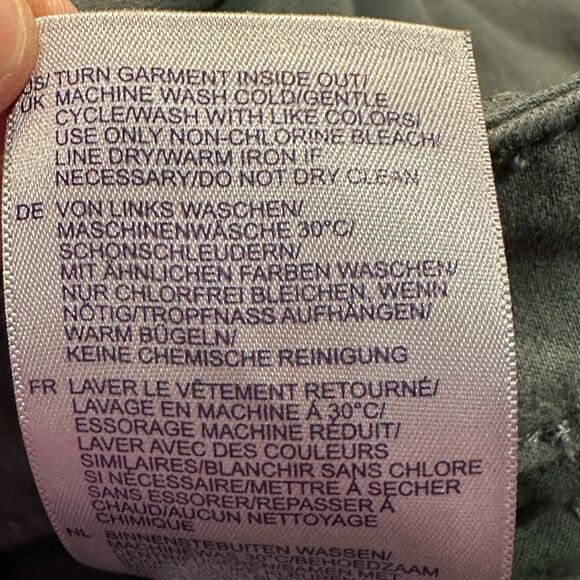 US/ TURN GARMENT INSIDE OUT/
UK MACHINE WASH COLD/GENTLE
CYCLE/WASH WITH LIKE COLORS/
USE ONLY NON-CHLORINE BLEACH/
LINE DRY/WARM IRON IF
NECESSARY/DO NOT DRY CLEAN
DE VON LINKS WASCHEN/
MASCHINENWÄSCHE 30°C/
SCHONSCHLEUDERN/
MIT ÄHNLICHEN FARBEN WASCHEN/
NUR CHLORFREI BLEICHEN, WENN
NÖTIG/TROPFNASS AUFHÄNGEN/
WARM BÜGELN/
KEINE CHEMISCHE REINIGUNG
FR LAVER LE VÊTEMENT RETOURNÉ/
LAVAGE EN MACHINE Á 30°C/
ESSORAGE MACHINE RÉDUIT/
LAVER AVEC DES COULEURS
SIMILAIRES/BLANCHIR SANS CHLORE
SI NÉCESSAIRE/METTRE À SECHER
SANS ESSORER/REPASSER À
CHAUD/AUCUN NETTOYAGE
CHIMIQUE
NL BINNENSTEBUITEN WASSEN/
MACHINEWAS 30°C/BEHOEDZAAM